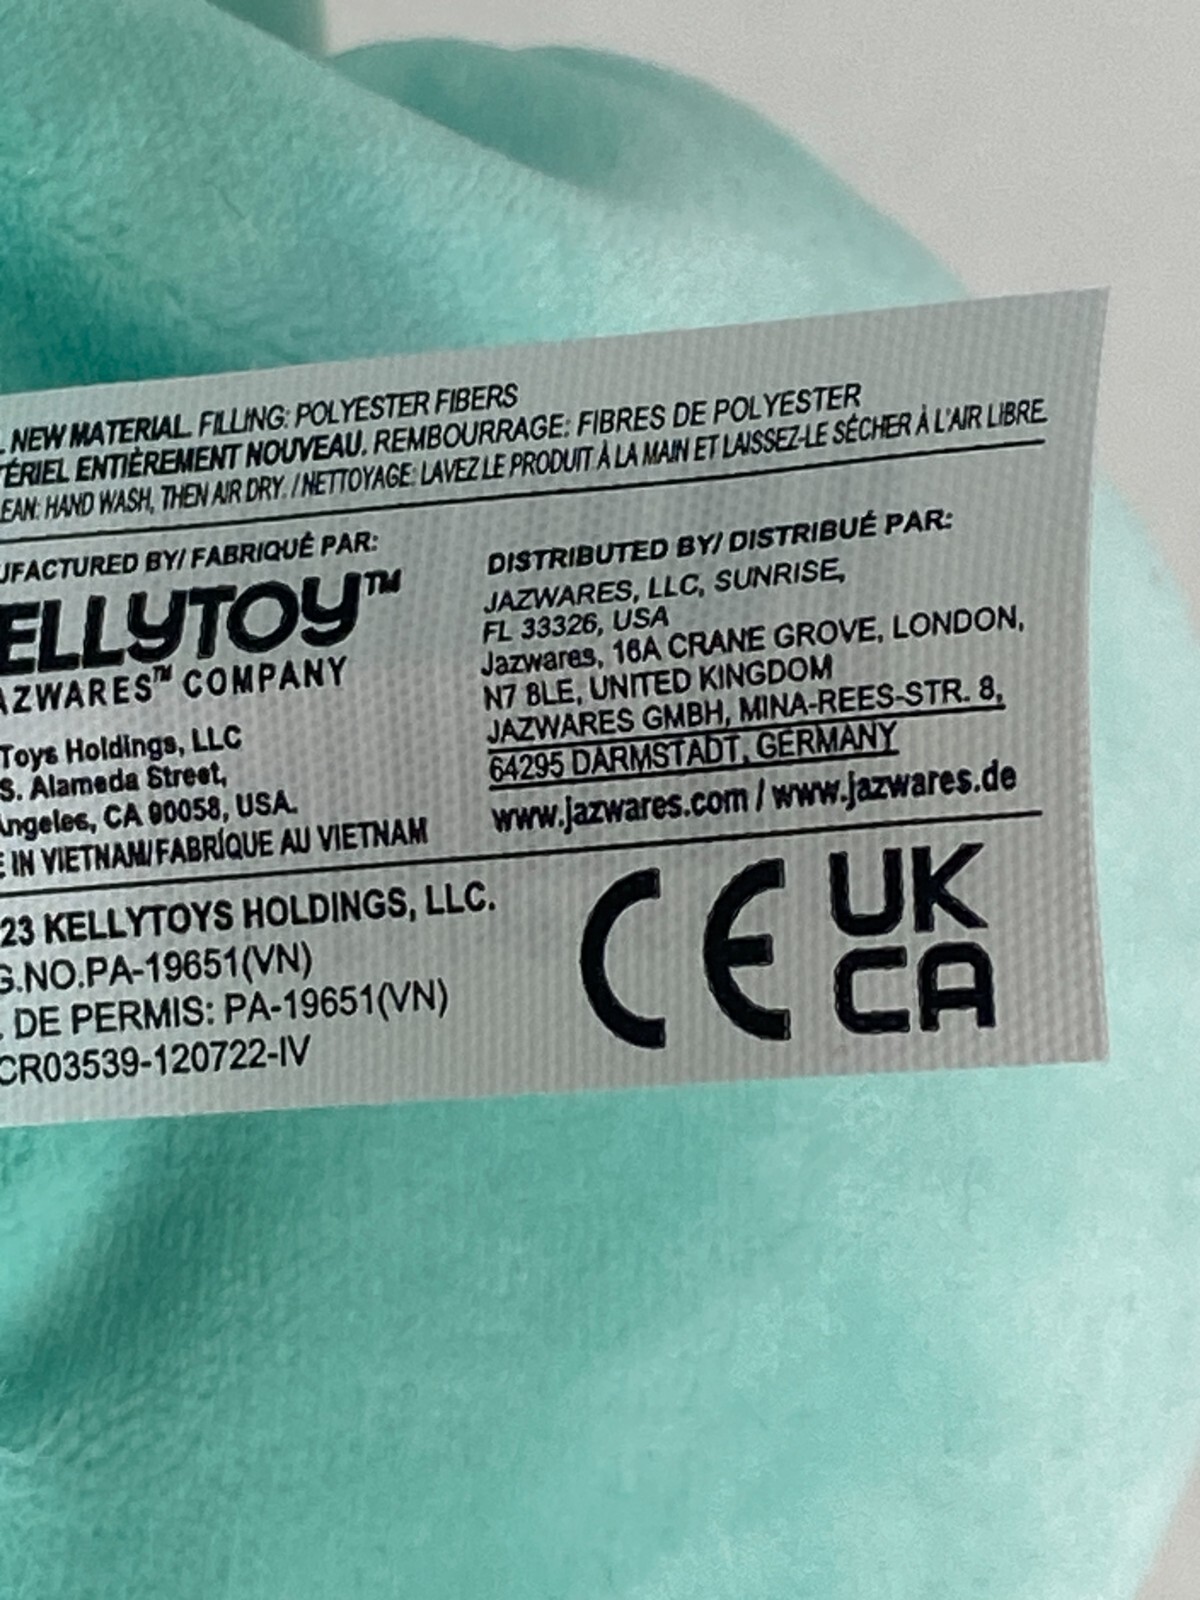 NEW MATERIAL. FILLING: POLYESTER FIBERS
TÉRIEL ENTIÈREMENT NOUVEAU. REMBOURRAGE: FIBRES DE POLYESTER
EAN: HAND WASH, THEN AIR DRY. / NETTOYAGE: LAVEZ LE PRODUIT À LA MAIN ET LAISSEZ-LE SÉCHER À L'AIR LIBRE.
UFACTURED BY/ FABRIQUÉ PAR:
ELLYTOY™
AZWARES™ COMPANY
Toys Holdings, LLC
S. Alameda Street,
Angeles, CA 90058, USA.
E IN VIETNAM/FABRÍQUE AU VIETNAM
DISTRIBUTED BY/ DISTRIBUÉ PAR:
JAZWARES, LLC, SUNRISE,
FL 33326, USA
Jazwares, 16A CRANE GROVE, LONDON,
N7 8LE, UNITED KINGDOM
JAZWARES GMBH, MINA-REES-STR. 8,
64295 DARMSTADT, GERMANY
www.jazwares.com / www.jazwares.de
23 KELLYTOYS HOLDINGS, LLC.
G.NO.PA-19651(VN)
. DE PERMIS: PA-19651(VN)
CR03539-120722-IV
CE
UK
CA